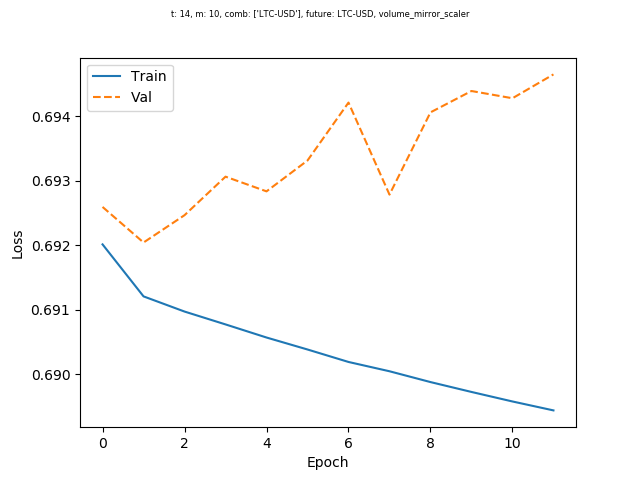 t: 14, m: 10, comb: ['LTC-USD'], future: LTC-USD, volume_mirror_scaler
Train
Val
0.694
0.693
0.692
0.691
0.690
Loss
0 2 4 6 8 10
Epoch